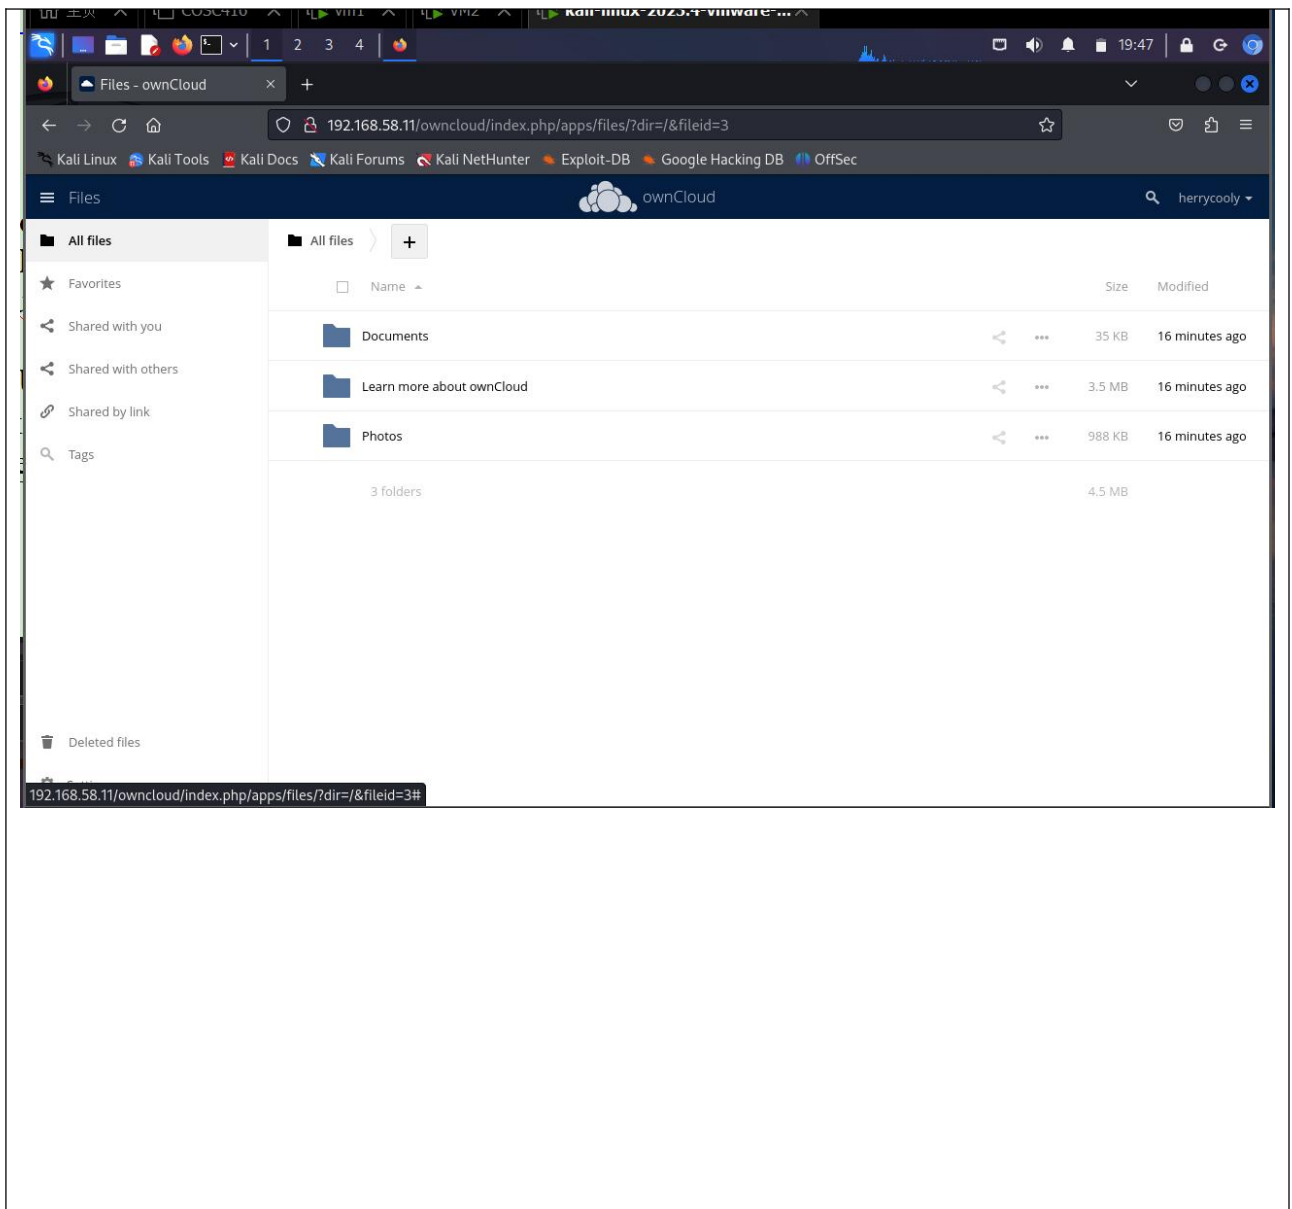 主页 COSC416 vm1 VM2 kali-linux-2023.4-vmware-...
1 2 3 4 19:47
Files - ownCloud
192.168.58.11/owncloud/index.php/apps/files/?dir=/&fileid=3
Kali Linux Kali Tools Kali Docs Kali Forums Kali NetHunter Exploit-DB Google Hacking DB OffSec
Files ownCloud herrycooly
All files
Favorites
Shared with you
Shared with others
Shared by link
Tags
Deleted files
All files +
Name Size Modified
Documents 35 KB 16 minutes ago
Learn more about ownCloud 3.5 MB 16 minutes ago
Photos 988 KB 16 minutes ago
3 folders 4.5 MB
192.168.58.11/owncloud/index.php/apps/files/?dir=/&fileid=3#